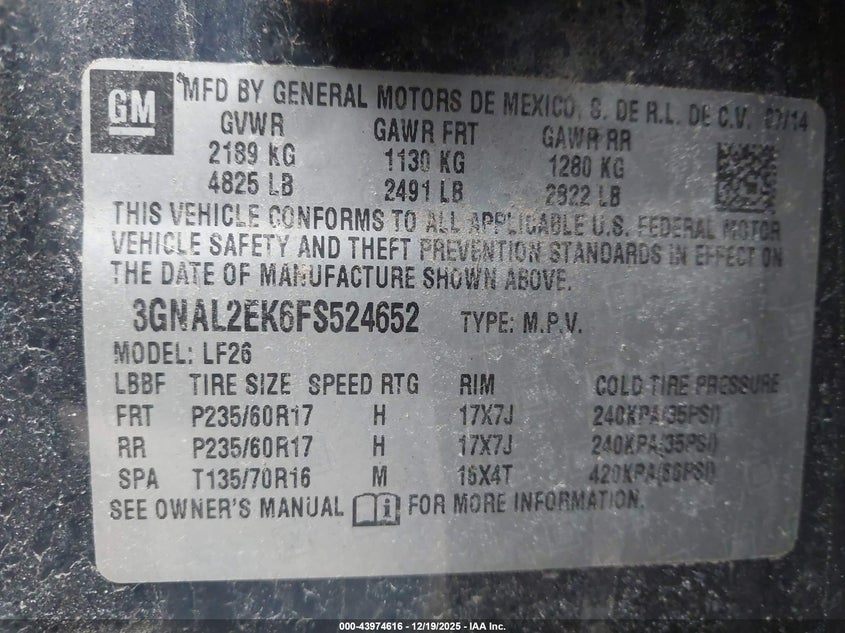 GM
MFD BY GENERAL MOTORS DE MEXICO, S. DE R.L. DE C.V. 07/14
GVWR GAWR FRT GAWR RR
2189 KG 1130 KG 1280 KG
4825 LB 2491 LB 2822 LB
THIS VEHICLE CONFORMS TO ALL APPLICABLE U.S. FEDERAL MOTOR
VEHICLE SAFETY AND THEFT PREVENTION STANDARDS IN EFFECT ON
THE DATE OF MANUFACTURE SHOWN ABOVE.
3GNAL2EK6FS524652 TYPE: M.P.V.
MODEL: LF26
LBBF TIRE SIZE SPEED RTG RIM COLD TIRE PRESSURE
FRT P235/60R17 H 17X7J 240KPA(35PSI)
RR P235/60R17 H 17X7J 240KPA(35PSI)
SPA T135/70R16 M 16X4T 420KPA(60PSI)
SEE OWNER'S MANUAL FOR MORE INFORMATION.
000-43974616 - 12/19/2025 - IAA Inc.